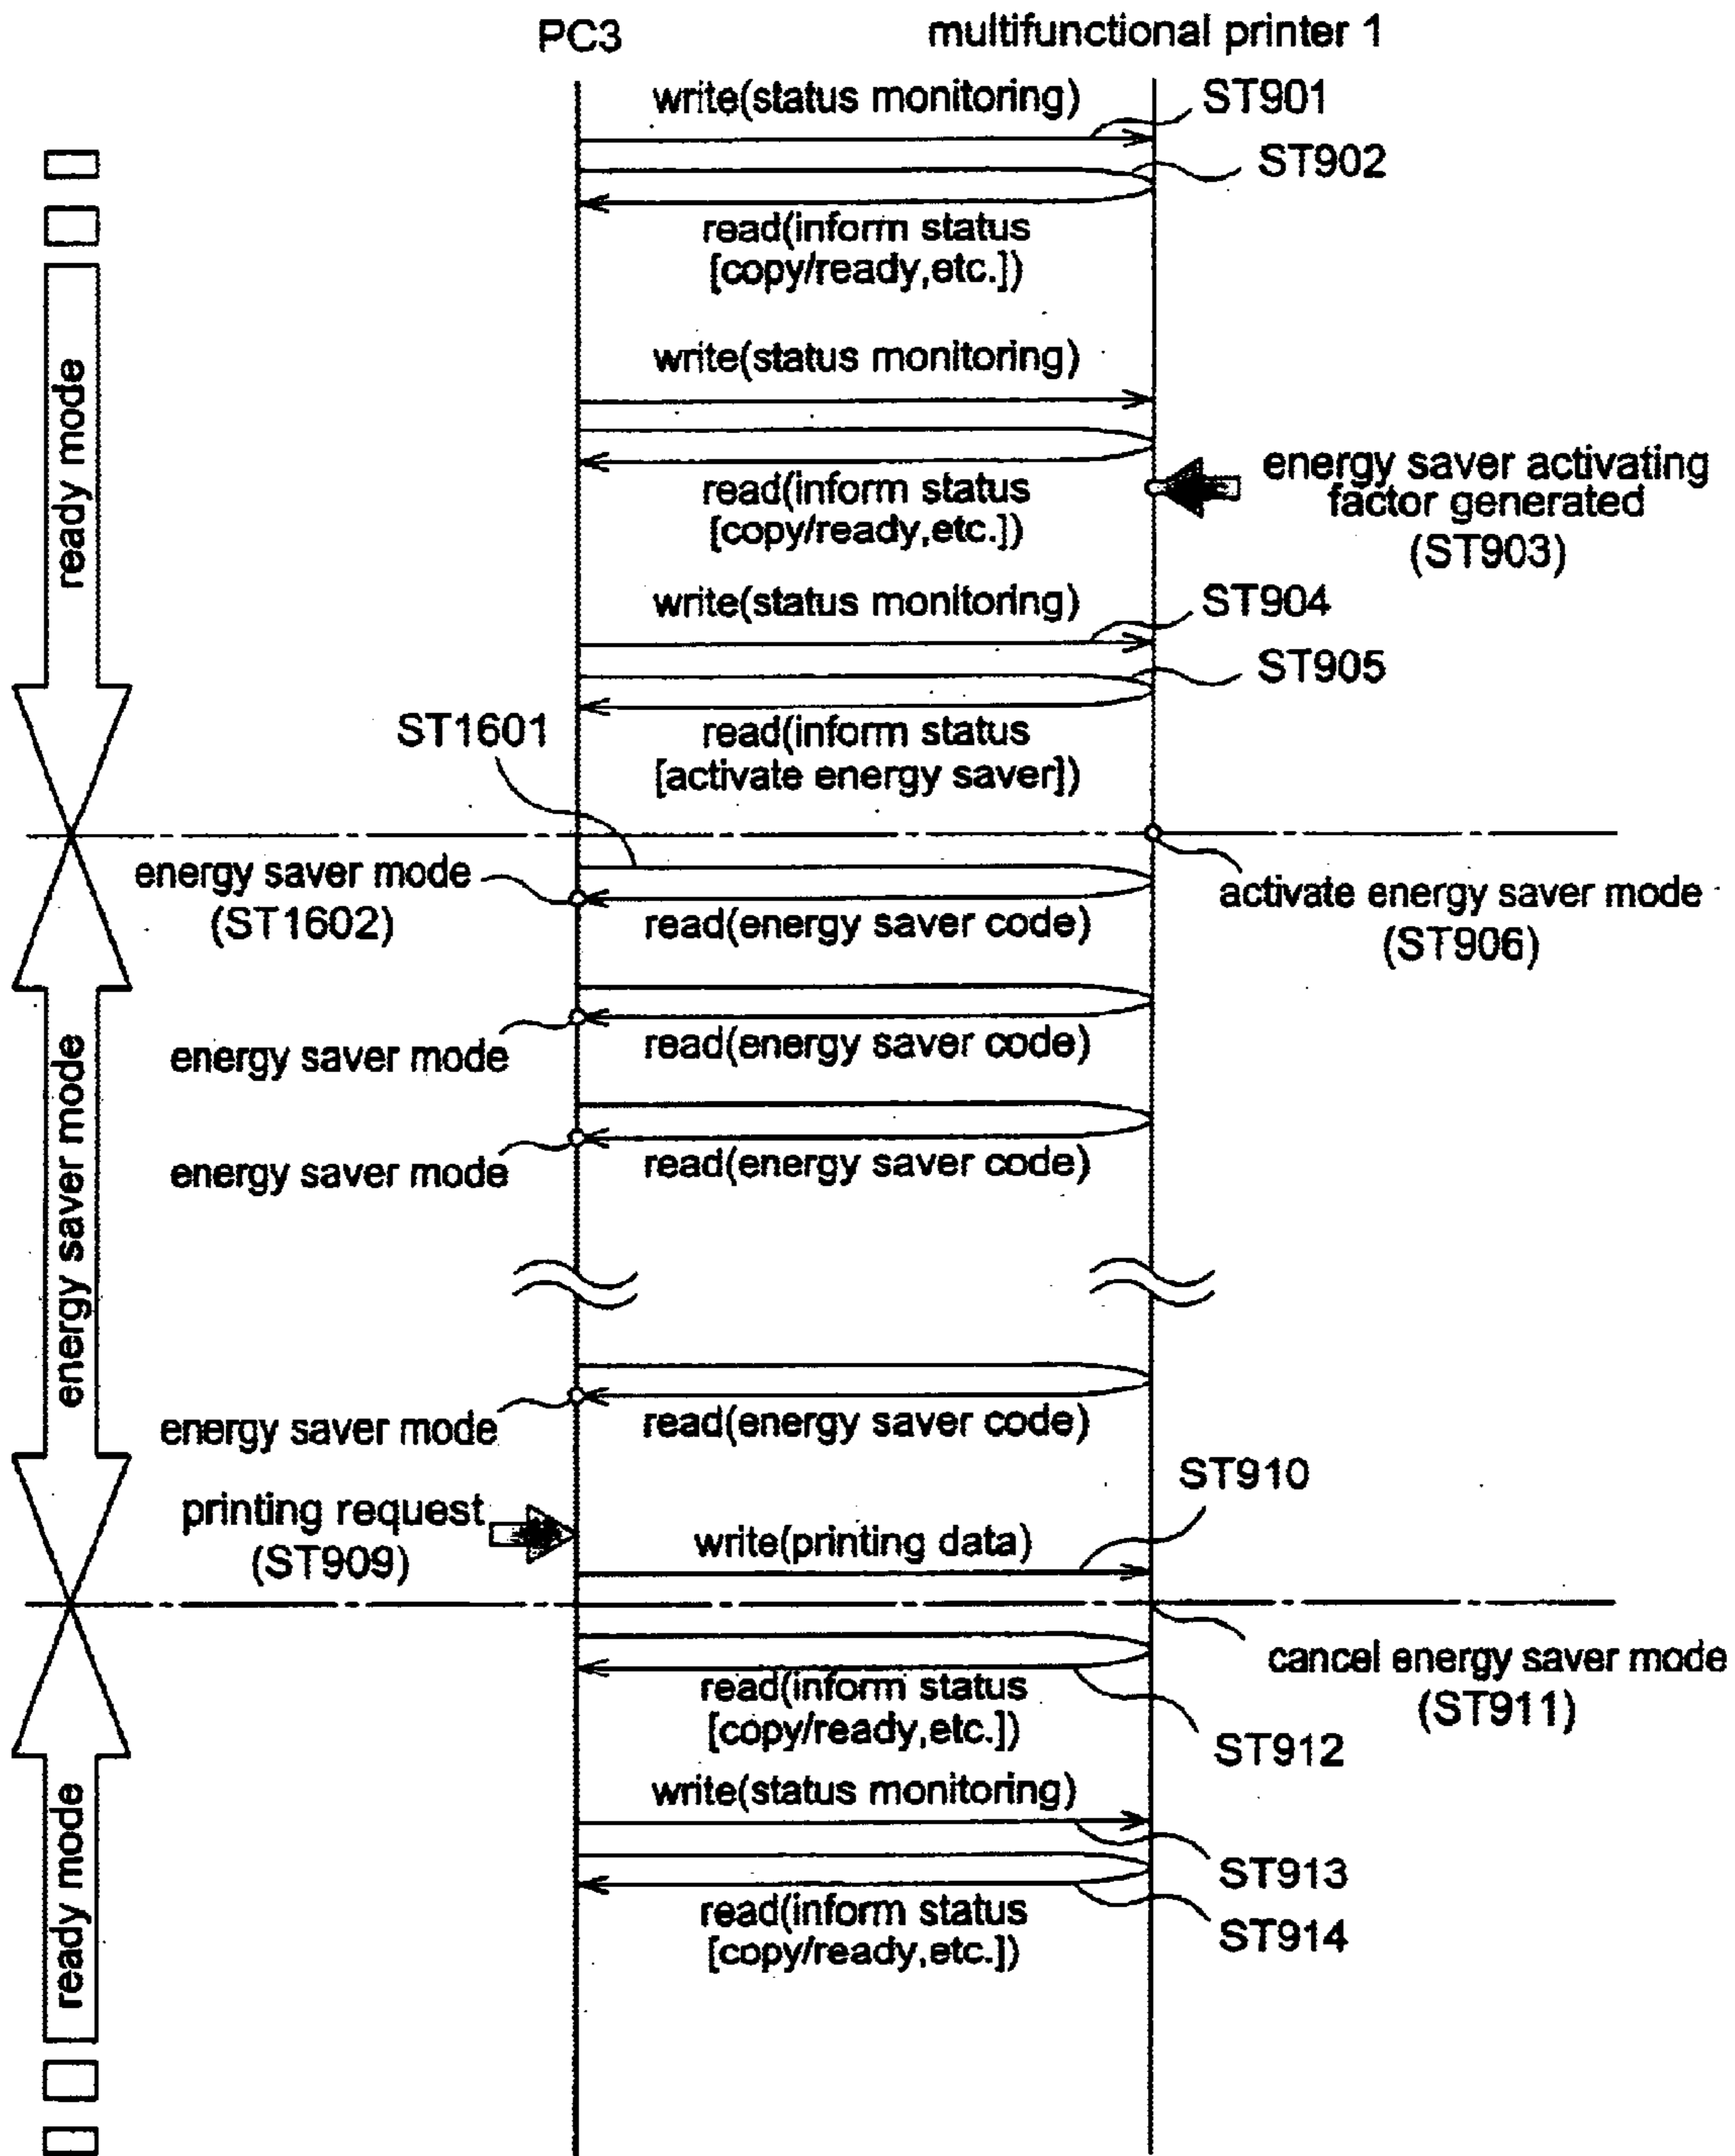 PC3
multifunctional printer 1
write(status monitoring)
ST901
ST902
read(inform status
[copy/ready,etc.])
ready mode
write(status monitoring)
read(inform status
[copy/ready,etc.])
energy saver activating
factor generated
(ST903)
write(status monitoring)
ST904
ST905
ST1601
read(inform status
[activate energy saver])
energy saver mode
(ST1602)
read(energy saver code)
activate energy saver mode
(ST906)
energy saver mode
read(energy saver code)
energy saver mode
read(energy saver code)
energy saver mode
energy saver mode
read(energy saver code)
ST910
printing request
(ST909)
write(printing data)
cancel energy saver mode
(ST911)
read(inform status
[copy/ready,etc.])
ST912
write(status monitoring)
ready mode
ST913
read(inform status
[copy/ready,etc.])
ST914